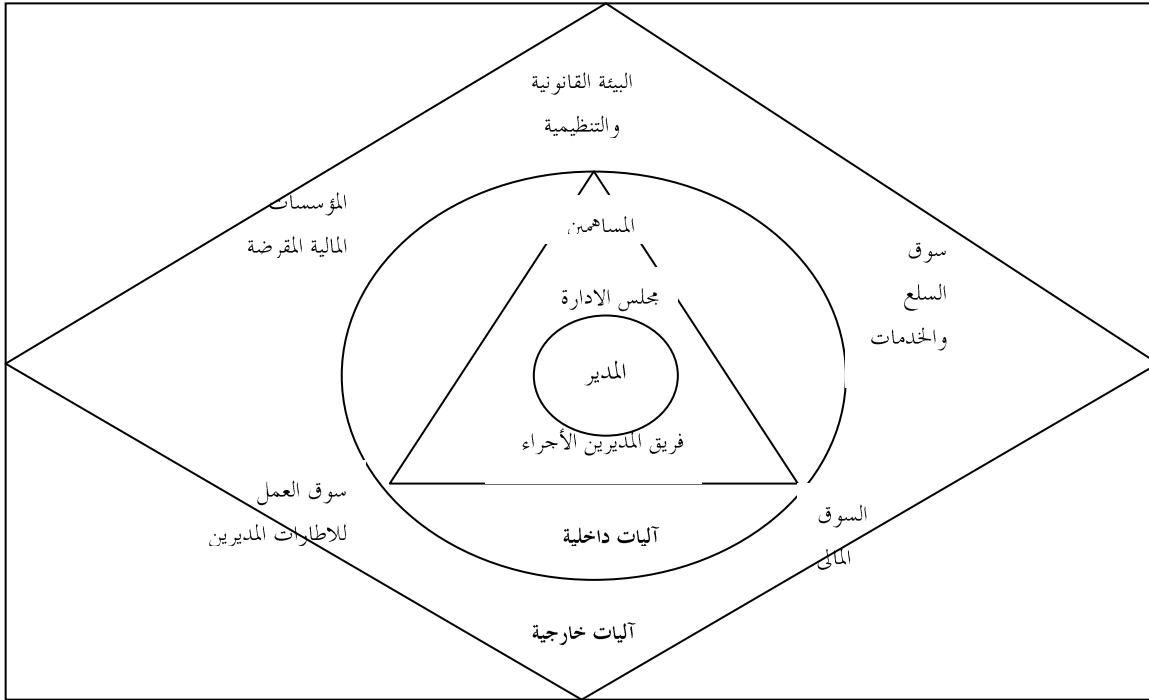 البيئة القانونية
والتنظيمية
المؤسسات
المالية المقرضة
المساهمين
سوق
السلع
والخدمات
مجلس الادارة
المدير
فريق المديرين الأجراء
سوق العمل
للاطارات المديرين
السوق
المالي
آليات داخلية
آليات خارجية